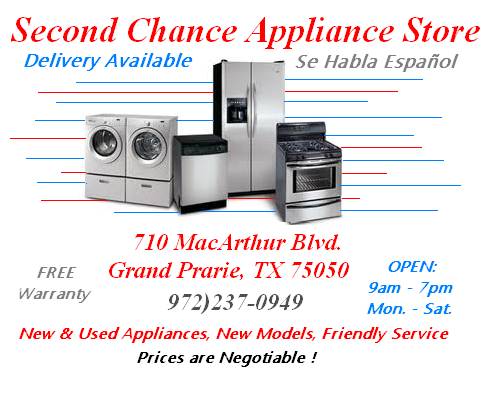 Second Chance Appliance Store
Delivery Available
Se Habla Español
710 MacArthur Blvd.
Grand Prarie, TX 75050
972)237-0949
FREE
Warranty
OPEN:
9am - 7pm
Mon. - Sat.
New & Used Appliances, New Models, Friendly Service
Prices are Negotiable !